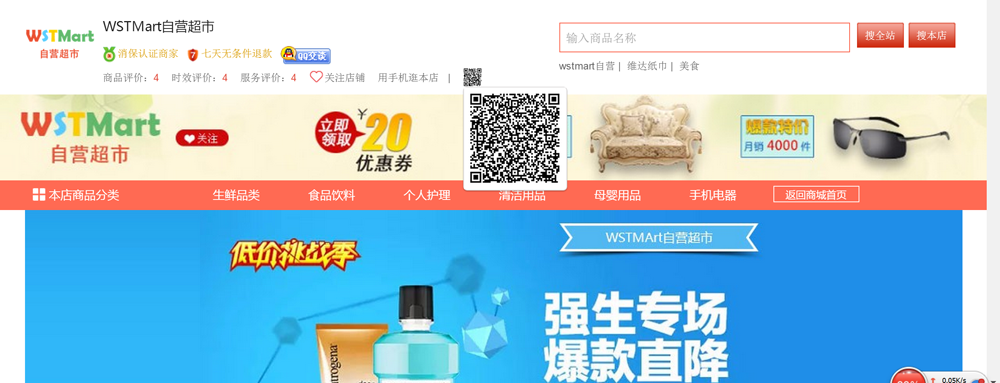 WSTMart自营超市
WSTMart
自营超市
消保认证商家 七天无条件退款 QQ交谈
商品评价：4 时效评价：4 服务评价：4 关注店铺 用手机逛本店 |
输入商品名称
搜全站 搜本店
wstmart自营 | 维达纸巾 | 美食
WSTMart
自营超市
关注
立即
领取
¥20
优惠券
爆款特价
月销 4000 件
本店商品分类 生鲜品类 食品饮料 个人护理 清洁用品 母婴用品 手机电器 返回商城首页
低价挑战季
WSTMArt自营超市
强生专场
爆款直降
0.05K/s